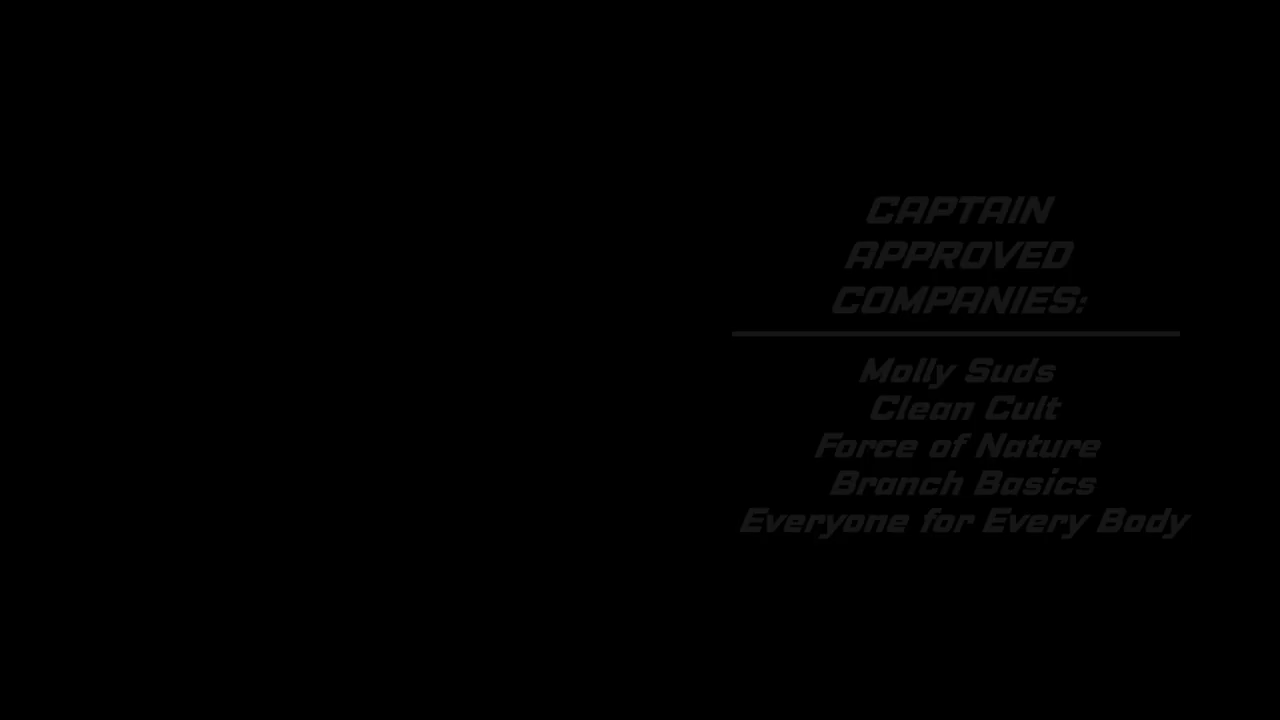 CAPTAIN
APPROVED
COMPANIES:
Molly Suds
Clean Cult
Force of Nature
Branch Basics
Everyone for Every Body